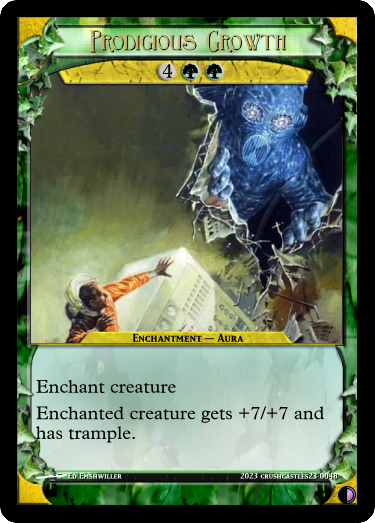 Prodigious Growth
4
Enchantment — Aura
Enchant creature
Enchanted creature gets +7/+7 and
has trample.
Ed Emshwiller 2023 crushcastles23 0048